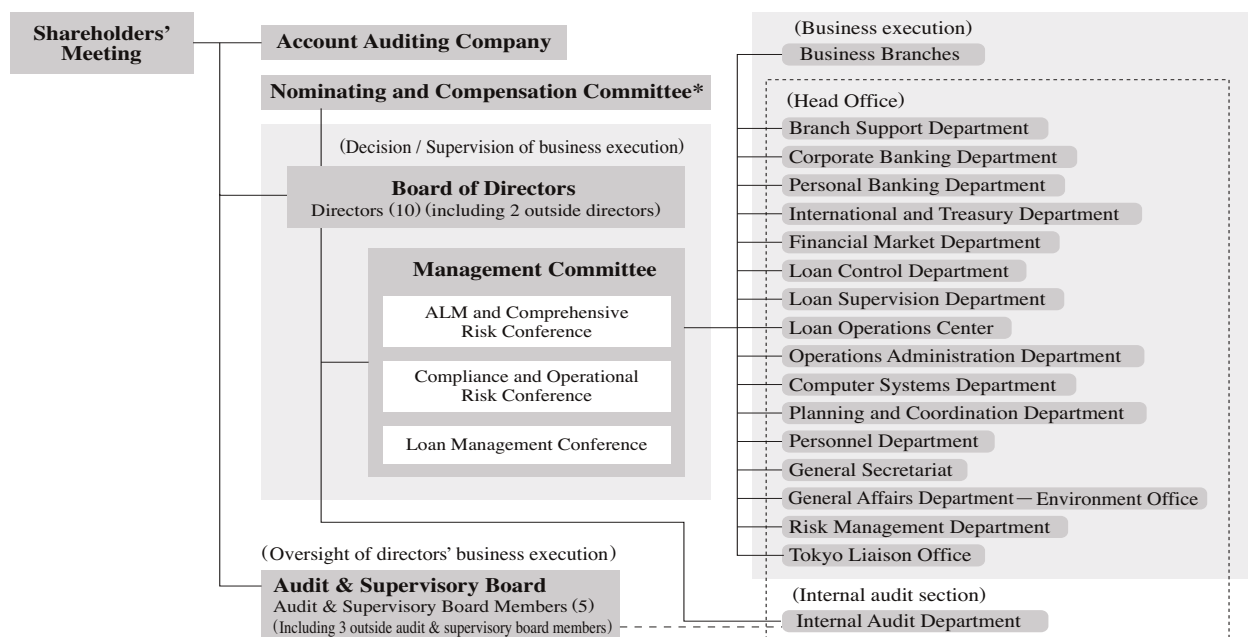 Shareholders'
Meeting
Account Auditing Company
Nominating and Compensation Committee*
(Decision / Supervision of business execution)
Board of Directors
Directors (10) (including 2 outside directors)
Management Committee
ALM and Comprehensive
Risk Conference
Compliance and Operational
Risk Conference
Loan Management Conference
(Oversight of directors' business execution)
Audit & Supervisory Board
Audit & Supervisory Board Members (5)
(Including 3 outside audit & supervisory board members)
(Business execution)
Business Branches
(Head Office)
Branch Support Department
Corporate Banking Department
Personal Banking Department
International and Treasury Department
Financial Market Department
Loan Control Department
Loan Supervision Department
Loan Operations Center
Operations Administration Department
Computer Systems Department
Planning and Coordination Department
Personnel Department
General Secretariat
General Affairs Department — Environment Office
Risk Management Department
Tokyo Liaison Office
(Internal audit section)
Internal Audit Department